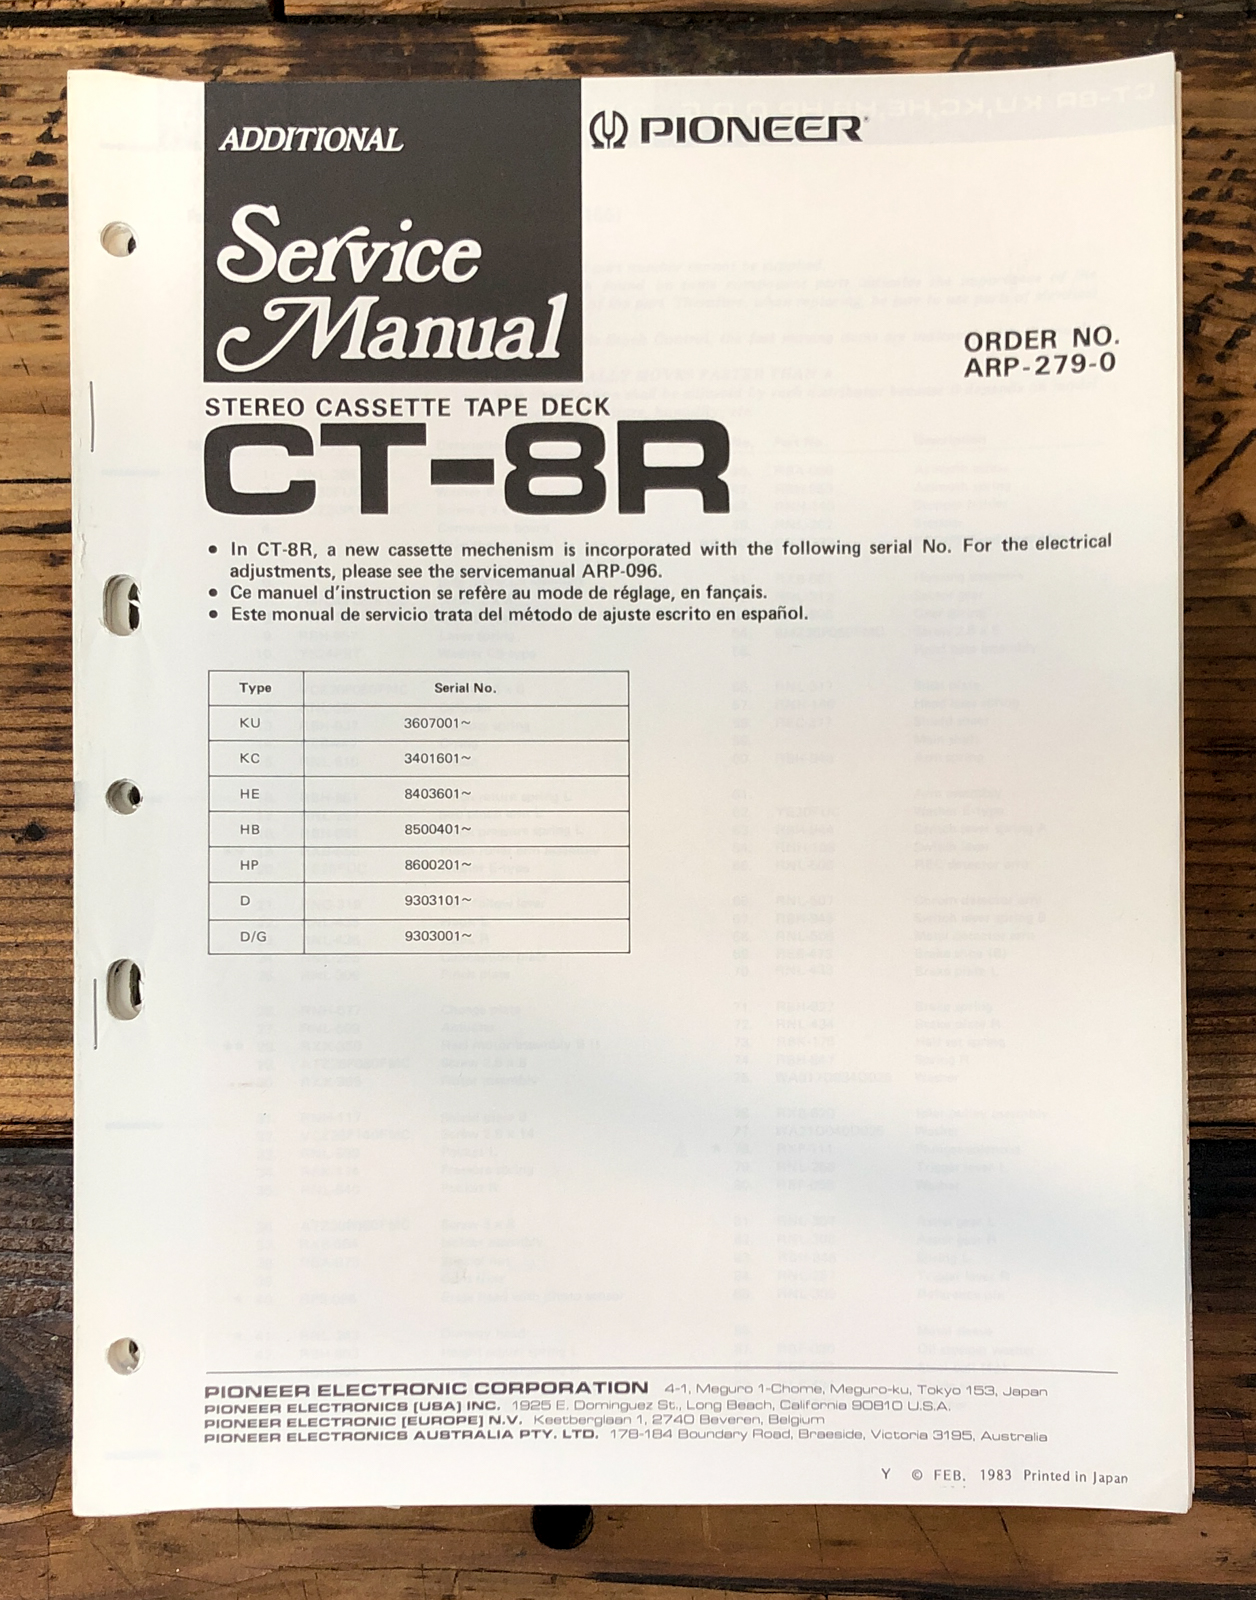 ADDITIONAL
Service
Manual
PIONEER
ORDER NO.
ARP-279-0
STEREO CASSETTE TAPE DECK
CT-8R
• In CT-8R, a new cassette mechenism is incorporated with the following serial No. For the electrical
adjustments, please see the servicemanual ARP-096.
• Ce manuel d'instruction se refère au mode de réglage, en fançais.
• Este monual de servicio trata del método de ajuste escrito en español.
Type Serial No.
KU 3607001~
KC 3401601~
HE 8403601~
HB 8500401~
HP 8600201~
D 9303101~
D/G 9303001~
PIONEER ELECTRONIC CORPORATION 4-1, Meguro 1-Chome, Meguro-ku, Tokyo 153, Japan
PIONEER ELECTRONICS [USA] INC. 1925 E. Dominguez St., Long Beach, California 90810 U.S.A.
PIONEER ELECTRONIC [EUROPE] N.V. Keetberglaan 1, 2740 Beveren, Belgium
PIONEER ELECTRONICS AUSTRALIA PTY. LTD. 178-184 Boundary Road, Braeside, Victoria 3195, Australia
Y © FEB. 1983 Printed in Japan